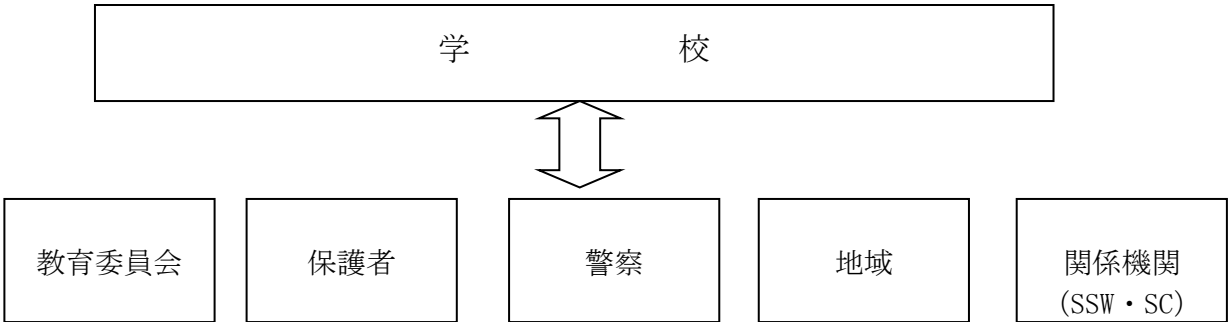 学　校
教育委員会
保護者
警察
地域
関係機関
(SSW・SC)